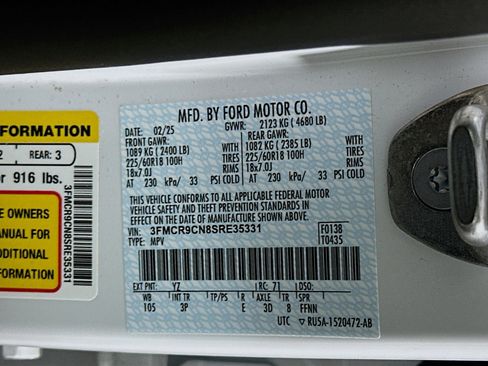 MFD. BY FORD MOTOR CO.
DATE: 02/25 GVWR: 2123 KG ( 4680 LB)
FRONT GAWR: REAR GAWR:
1089 KG ( 2400 LB) WITH 1082 KG ( 2385 LB) WITH
225/60R18 100H TIRES 225/60R18 100H TIRES
18x7.0J RIMS 18x7.0J RIMS
AT 230 kPa/ 33 PSI COLD AT 230 kPa/ 33 PSI COLD
THIS VEHICLE CONFORMS TO ALL APPLICABLE FEDERAL MOTOR
VEHICLE SAFETY AND THEFT PREVENTION STANDARDS IN
EFFECT ON THE DATE OF MANUFACTURE SHOWN ABOVE.
VIN: 3FMCR9CN8SRE35331 F0138
TYPE: MPV T0435
EXT PNT: YZ RC: 71 DSO:
WB INT TR TP/PS R AXLE TR SPR
105 3P E 3D 8 FFNN
UTC RUSA-1520472-AB
FORMATION
2 REAR: 3
r 916 lbs.
E OWNERS
ANUAL FOR
DDITIONAL
ORMATION
3FMCR9CN8SRE35331